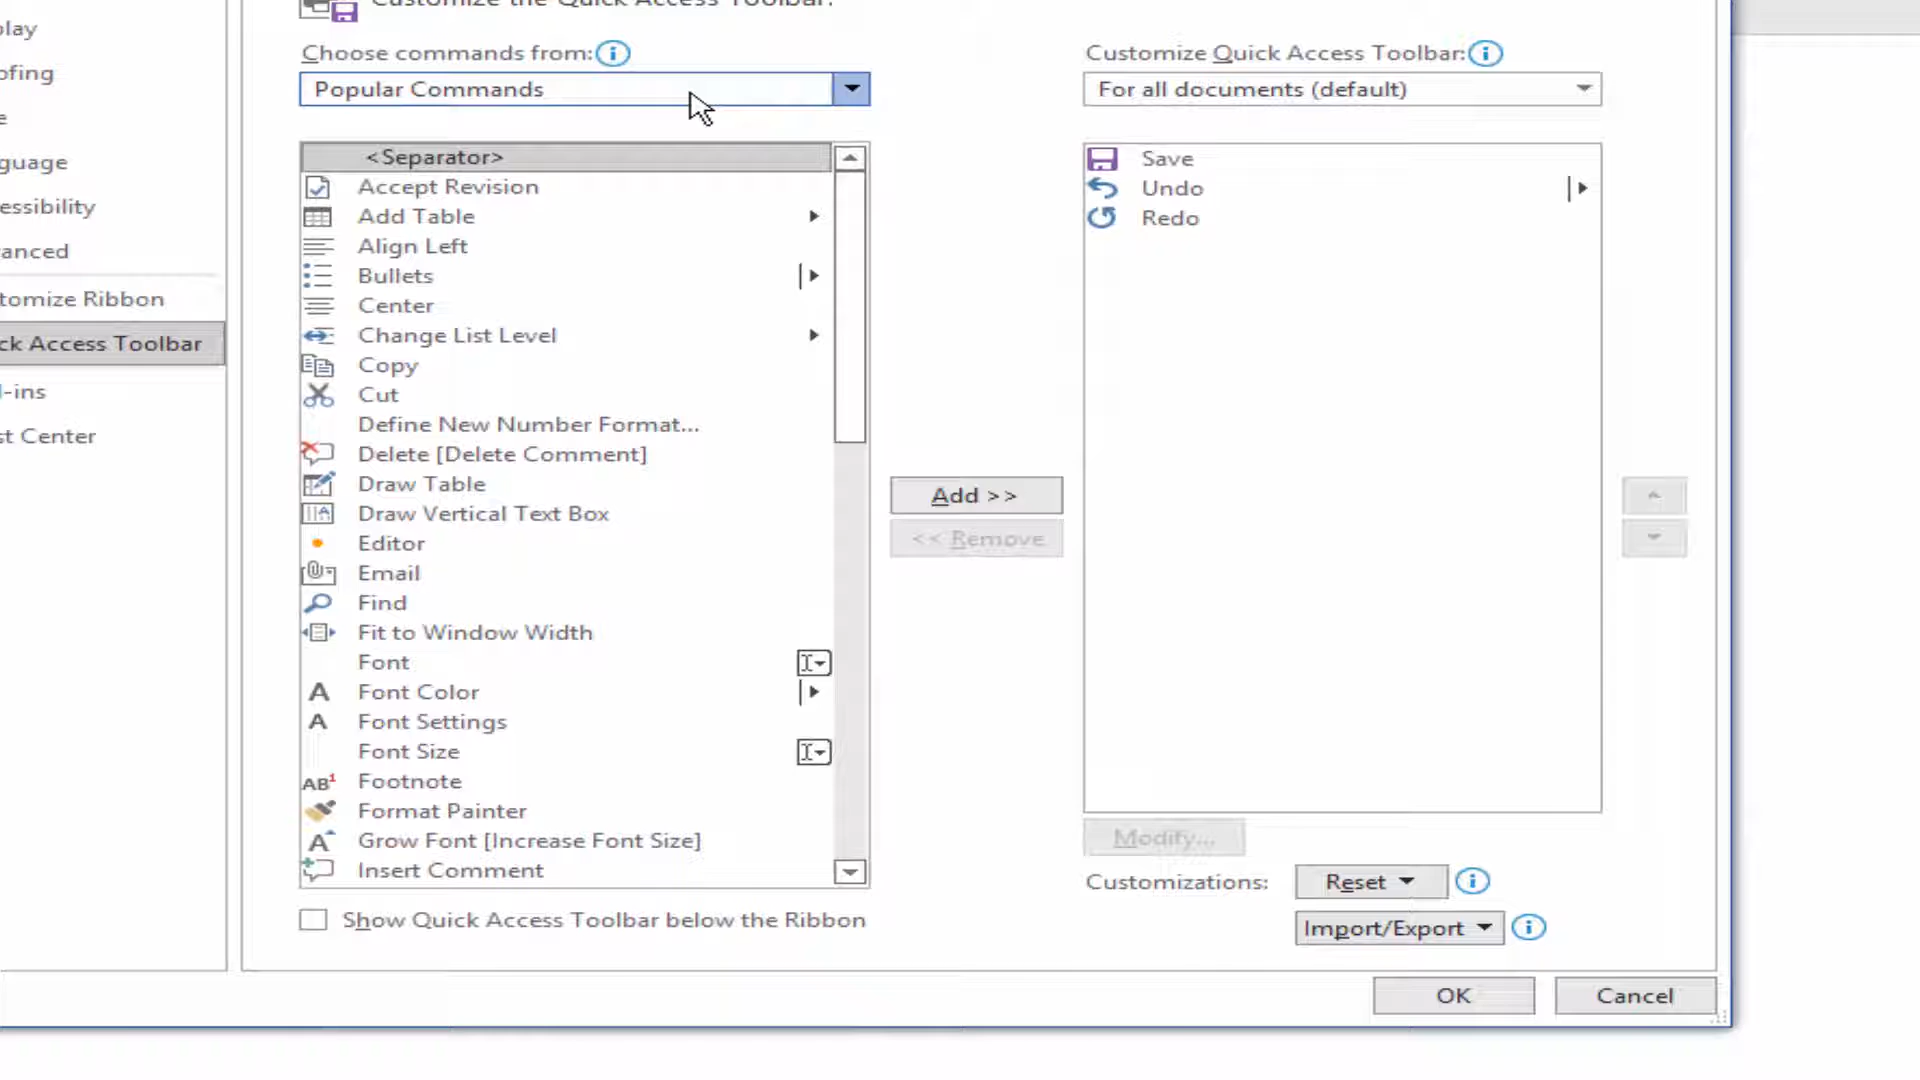 Customize the Quick Access Toolbar.
Choose commands from:
Popular Commands
Customize Quick Access Toolbar:
For all documents (default)
play
ofing
e
guage
essibility
anced
tomize Ribbon
ck Access Toolbar
l-ins
st Center
<Separator>
Accept Revision
Add Table
Align Left
Bullets
Center
Change List Level
Copy
Cut
Define New Number Format...
Delete [Delete Comment]
Draw Table
Draw Vertical Text Box
Editor
Email
Find
Fit to Window Width
Font
Font Color
Font Settings
Font Size
Footnote
Format Painter
Grow Font [Increase Font Size]
Insert Comment
Show Quick Access Toolbar below the Ribbon
Add >>
<< Remove
Save
Undo
Redo
Modify...
Customizations:
Reset
Import/Export
OK
Cancel